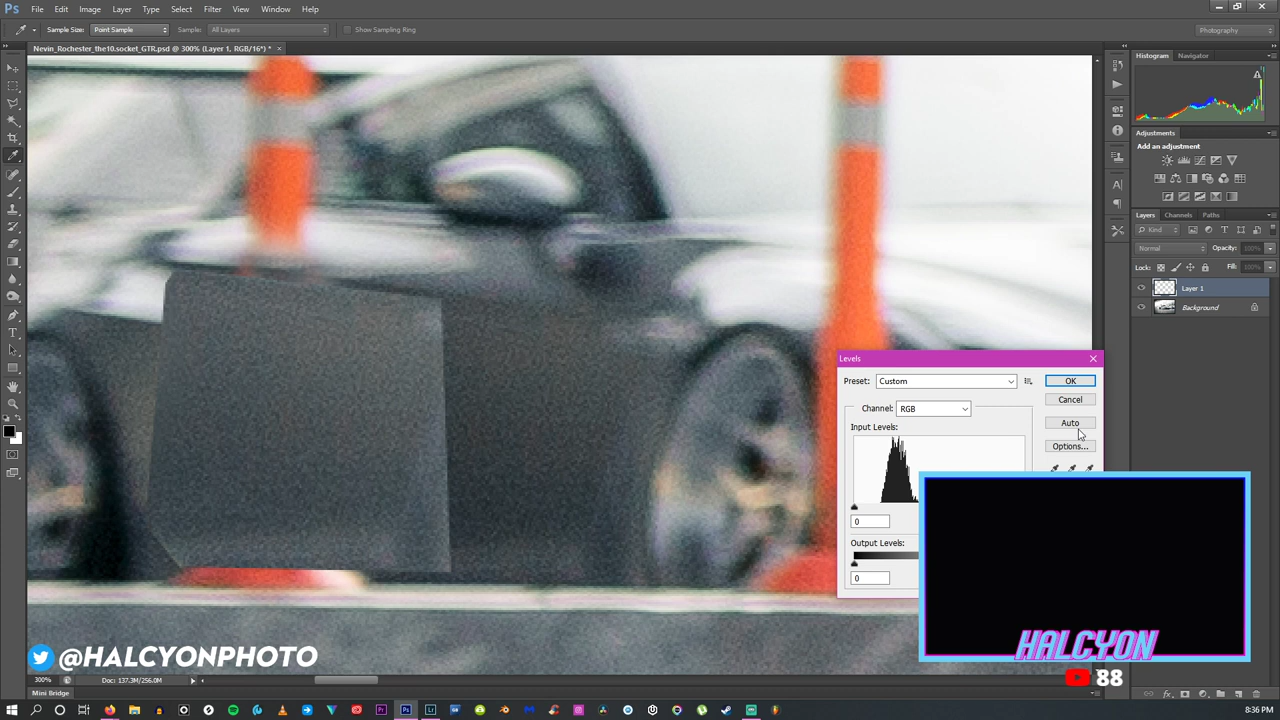 Ps File Edit Image Layer Type Select Filter View Window Help
Sample Size: Point Sample Sample: All Layers Show Sampling Ring Photography
Nevin_Rochester_the10.socket_GTR.psd @ 300% (Layer 1, RGB/16*) * ×
Histogram Navigator
Adjustments
Add an adjustment
Layers Channels Paths
Kind
Normal Opacity: 100%
Lock: Fill: 100%
Layer 1
Background
Levels
Preset: Custom OK
Cancel
Channel: RGB
Auto
Input Levels:
Options...
0
Output Levels:
0
HALCYON
@HALCYONPHOTO
88
300% Doc: 137.3M/256.0M
Mini Bridge
8:36 PM